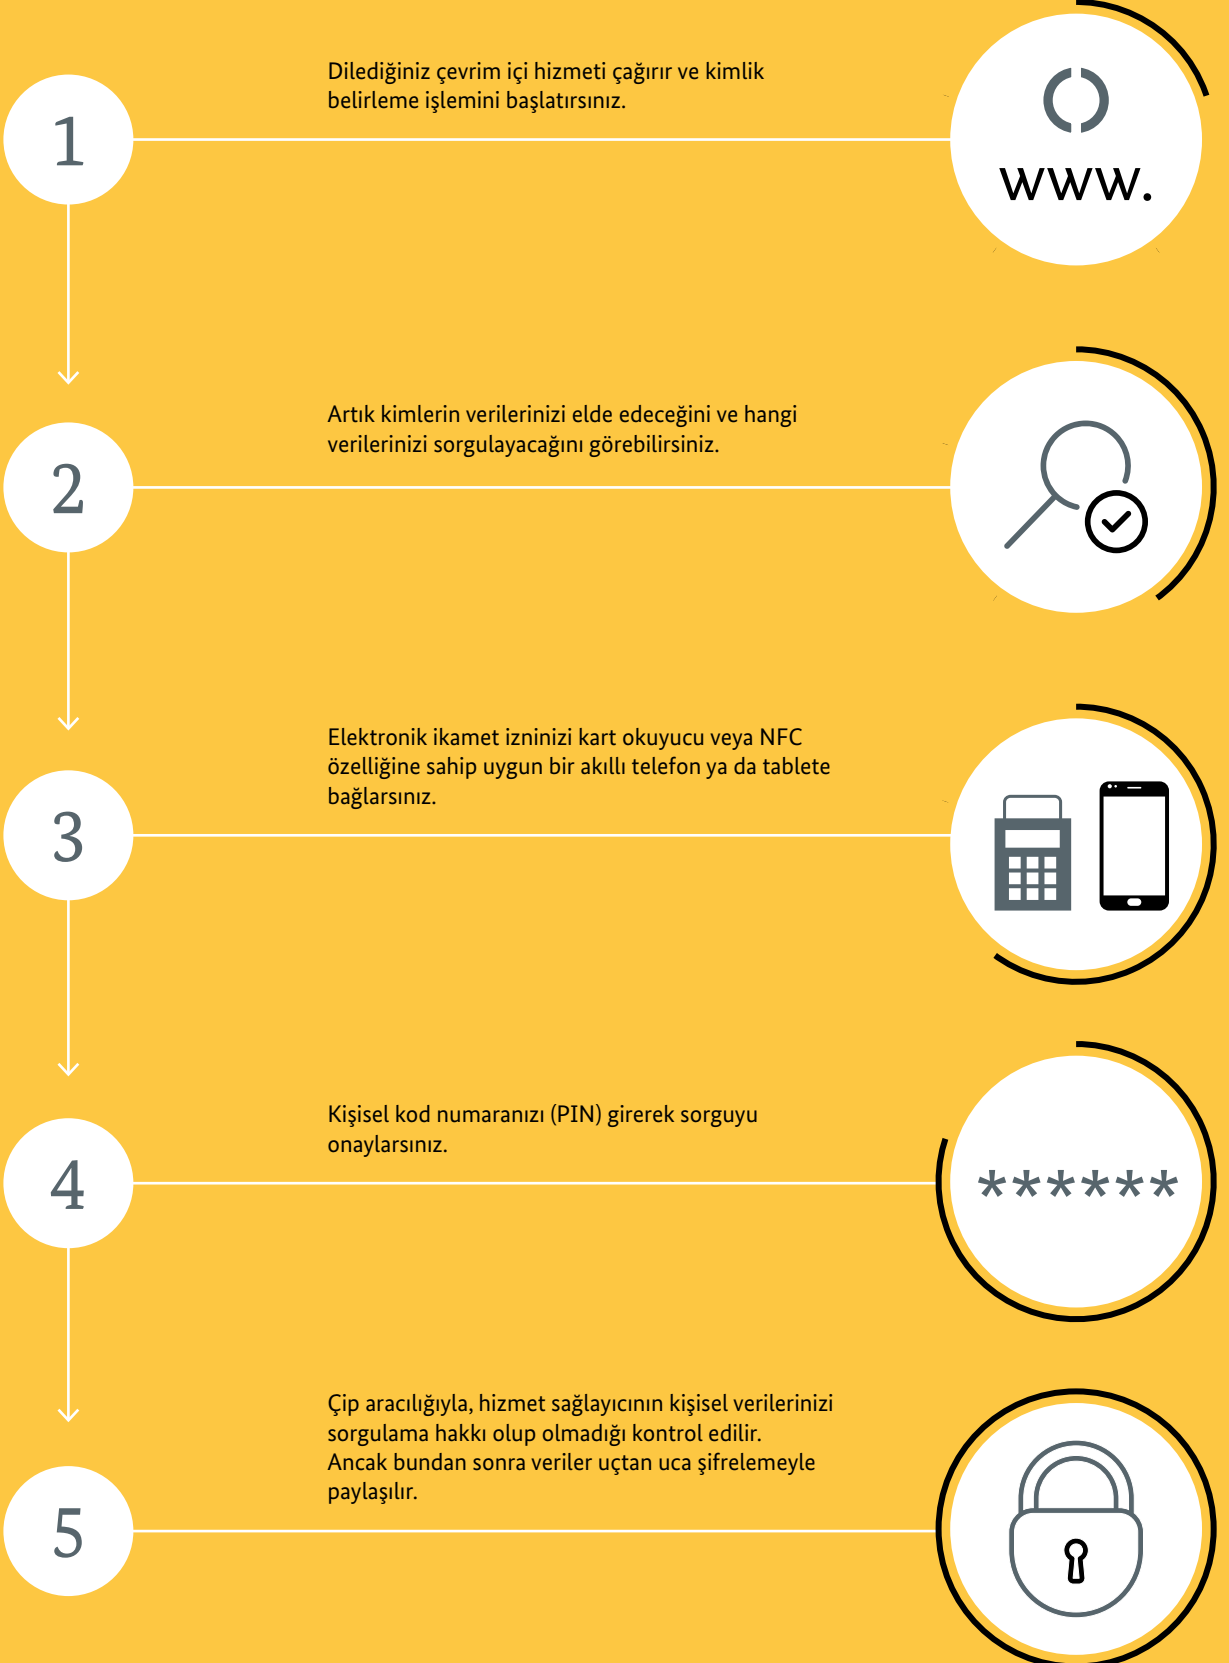 Dilediğiniz çevrim içi hizmeti çağırır ve kimlik
belirleme işlemini başlatırsınız.
1
www.
Artık kimlerin verilerinizi elde edeceğini ve hangi
verilerinizi sorgulayacağını görebilirsiniz.
2
Elektronik ikamet izninizi kart okuyucu veya NFC
özelliğine sahip uygun bir akıllı telefon ya da tablete
bağlarsınız.
3
Kişisel kod numaranızı (PIN) girerek sorguyu
onaylarsınız.
4
******
Çip aracılığıyla, hizmet sağlayıcının kişisel verilerinizi
sorgulama hakkı olup olmadığı kontrol edilir.
Ancak bundan sonra veriler uçtan uca şifrelemeyle
paylaşılır.
5